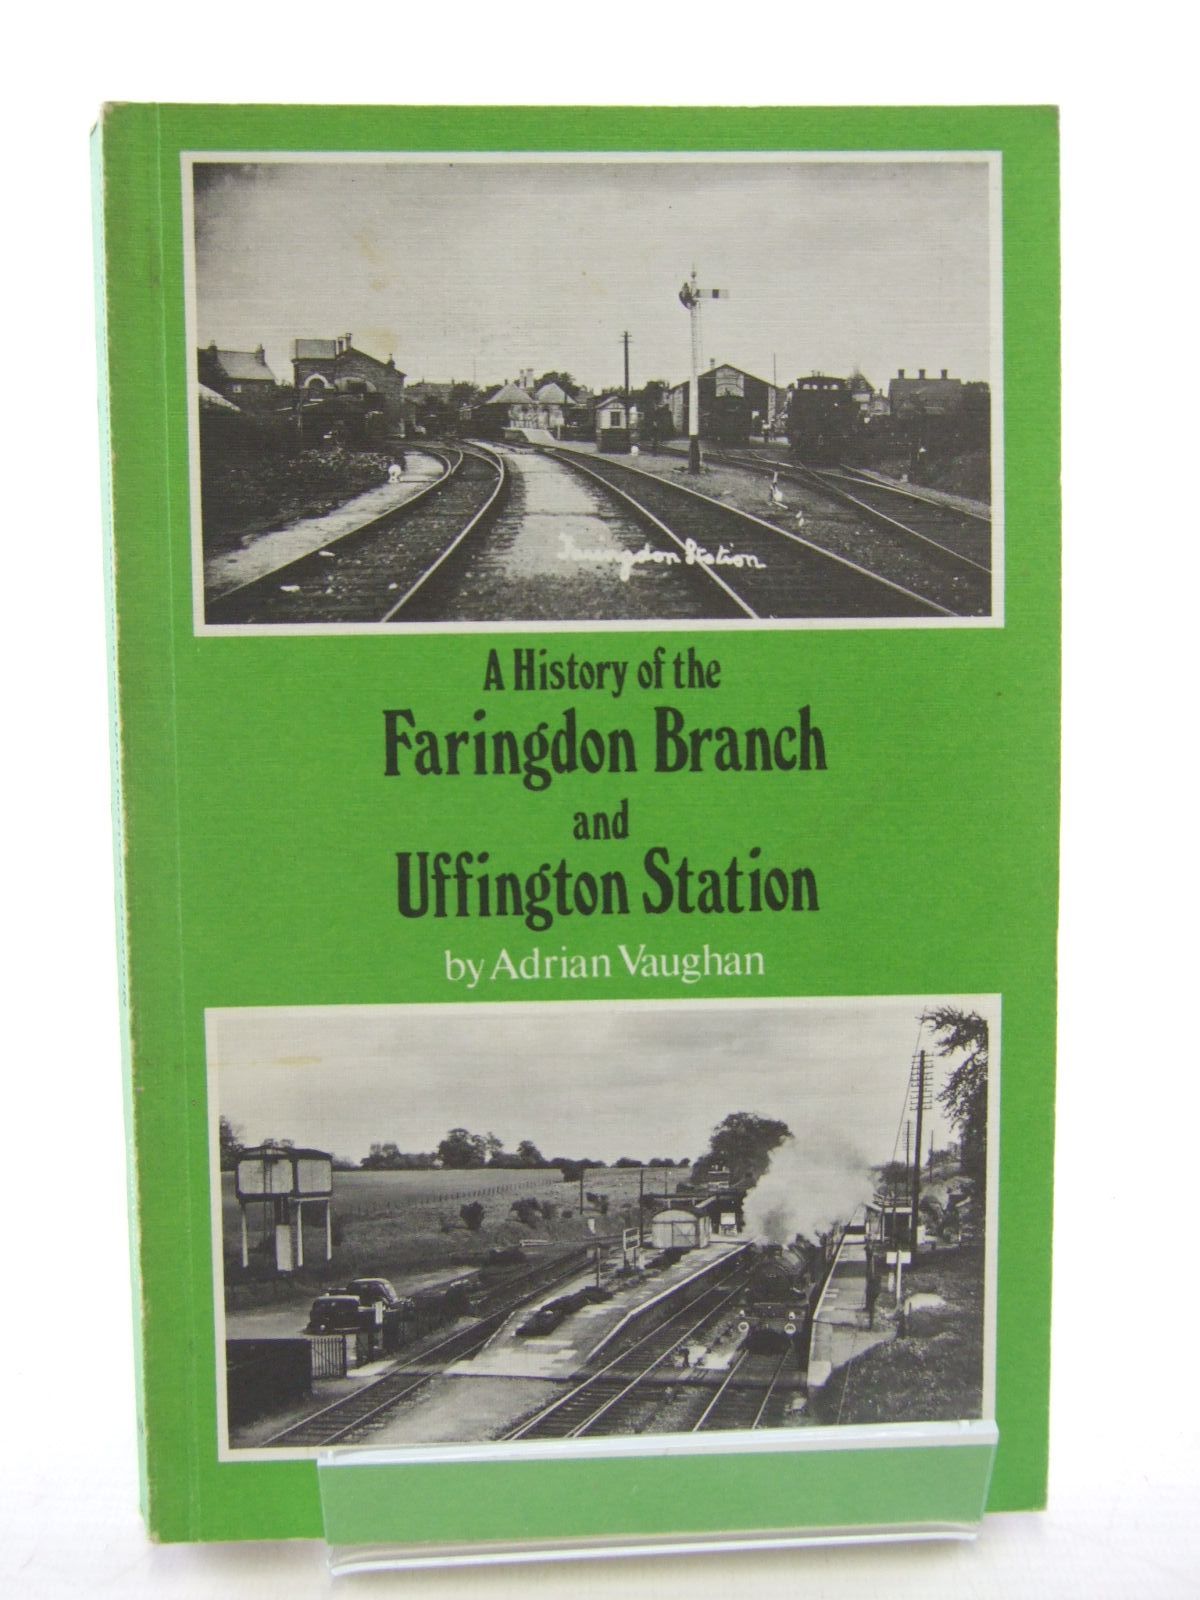 Faringdon Station
A History of the
Faringdon Branch
and
Uffington Station
by Adrian Vaughan